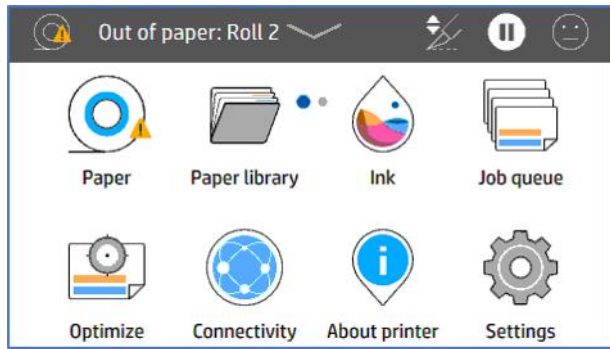 Out of paper: Roll 2
Paper Paper library Ink Job queue
Optimize Connectivity About printer Settings